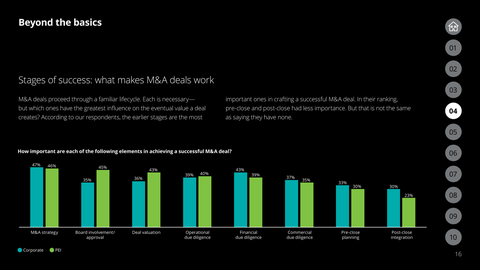 Beyond the basics
Stages of success: what makes M&A deals work
M&A deals proceed through a familiar lifecycle. Each is necessary—
but which ones have the greatest influence on the eventual value a deal
creates? According to our respondents, the earlier stages are the most
important ones in crafting a successful M&A deal. In their ranking,
pre-close and post-close had less importance. But that is not the same
as saying they have none.
How important are each of the following elements in achieving a successful M&A deal?
47% 46% 35% 45% 36% 43% 39% 40% 43% 39% 37% 35% 33% 30% 30% 23%
M&A strategy
Board involvement/
approval
Deal valuation
Operational
due diligence
Financial
due diligence
Commercial
due diligence
Pre-close
planning
Post-close
integration
Corporate PEI
01
02
03
04
05
06
07
08
09
10
16